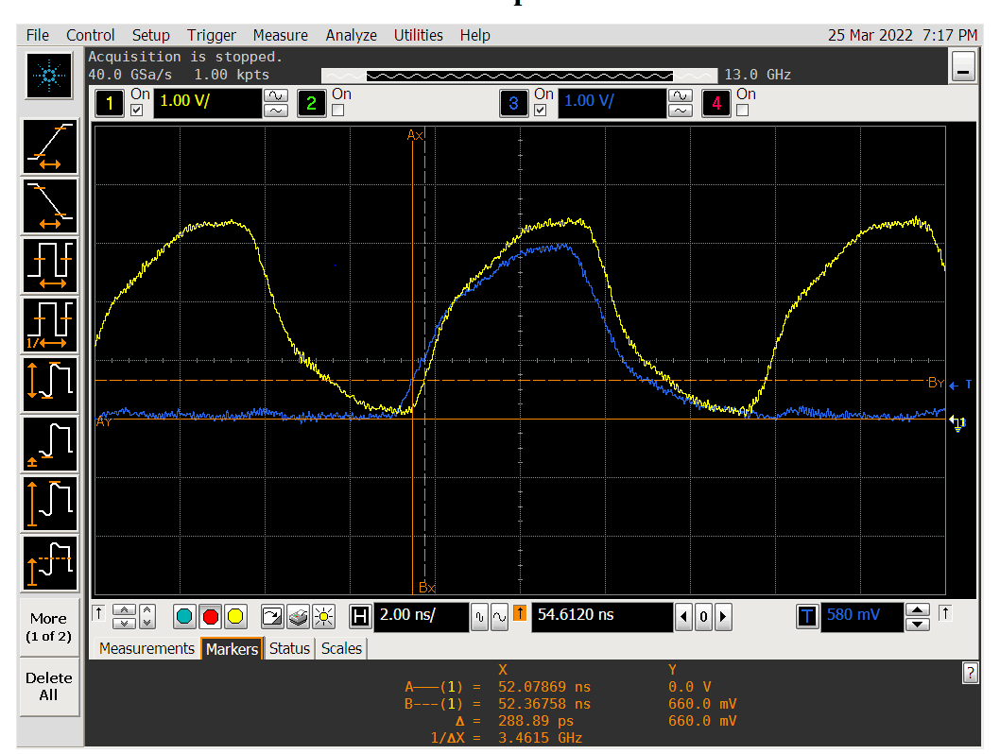 File Control Setup Trigger Measure Analyze Utilities Help 25 Mar 2022 7:17 PM
Acquisition is stopped.
40.0 GSa/s 1.00 kpts 13.0 GHz
1 On 1.00 V/ 2 On 3 On 1.00 V/ 4 On
Ax
By T
Ay
1
Bx
1/
More
(1 of 2)
Delete
All
H 2.00 ns/ 54.6120 ns 0 T 580 mV
Measurements Markers Status Scales
X Y ?
A———(1) = 52.07869 ns 0.0 V
B---(1) = 52.36758 ns 660.0 mV
Δ = 288.89 ps 660.0 mV
1/ΔX = 3.4615 GHz